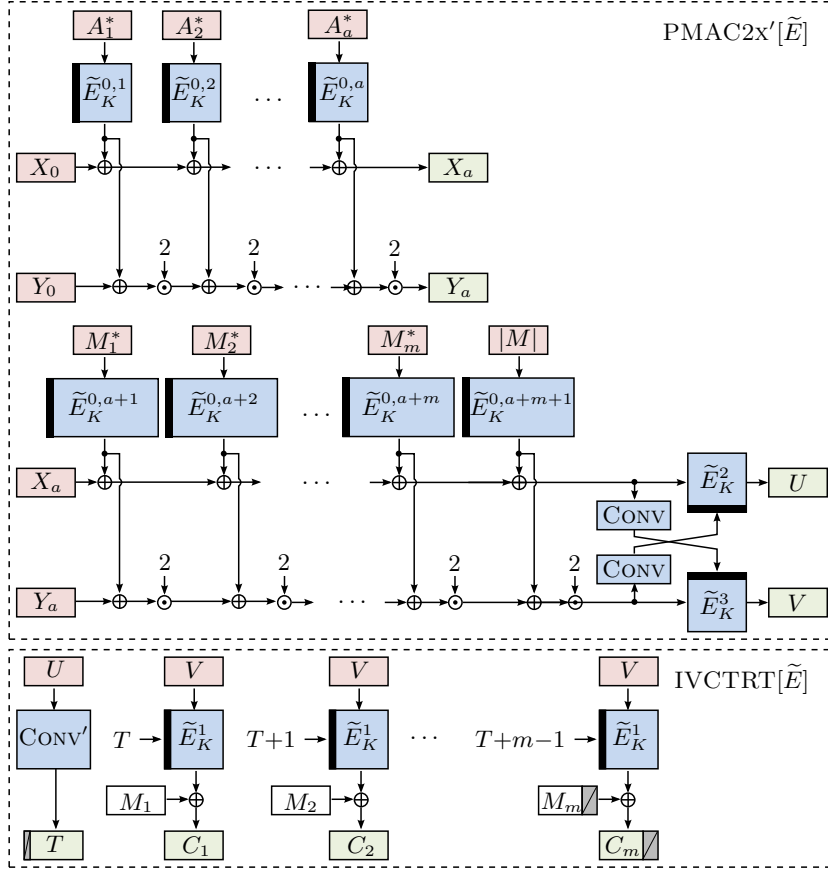 A₁* A₂* A_a* PMAC2x′[Ẽ]
Ẽ_K^{0,1} Ẽ_K^{0,2} ... Ẽ_K^{0,a}
X₀ ... X_a
2 2 2
Y₀ ... Y_a
M₁* M₂* M_m* |M|
Ẽ_K^{0,a+1} Ẽ_K^{0,a+2} ... Ẽ_K^{0,a+m} Ẽ_K^{0,a+m+1}
X_a ... Ẽ_K^2 U
Conv
2 2 2 2 Conv
Y_a ... Ẽ_K^3 V
U V V V IVCTRT[Ẽ]
Conv′ T Ẽ_K^1 T+1 Ẽ_K^1 ... T+m−1 Ẽ_K^1
M₁ M₂ M_m
T C₁ C₂ C_m